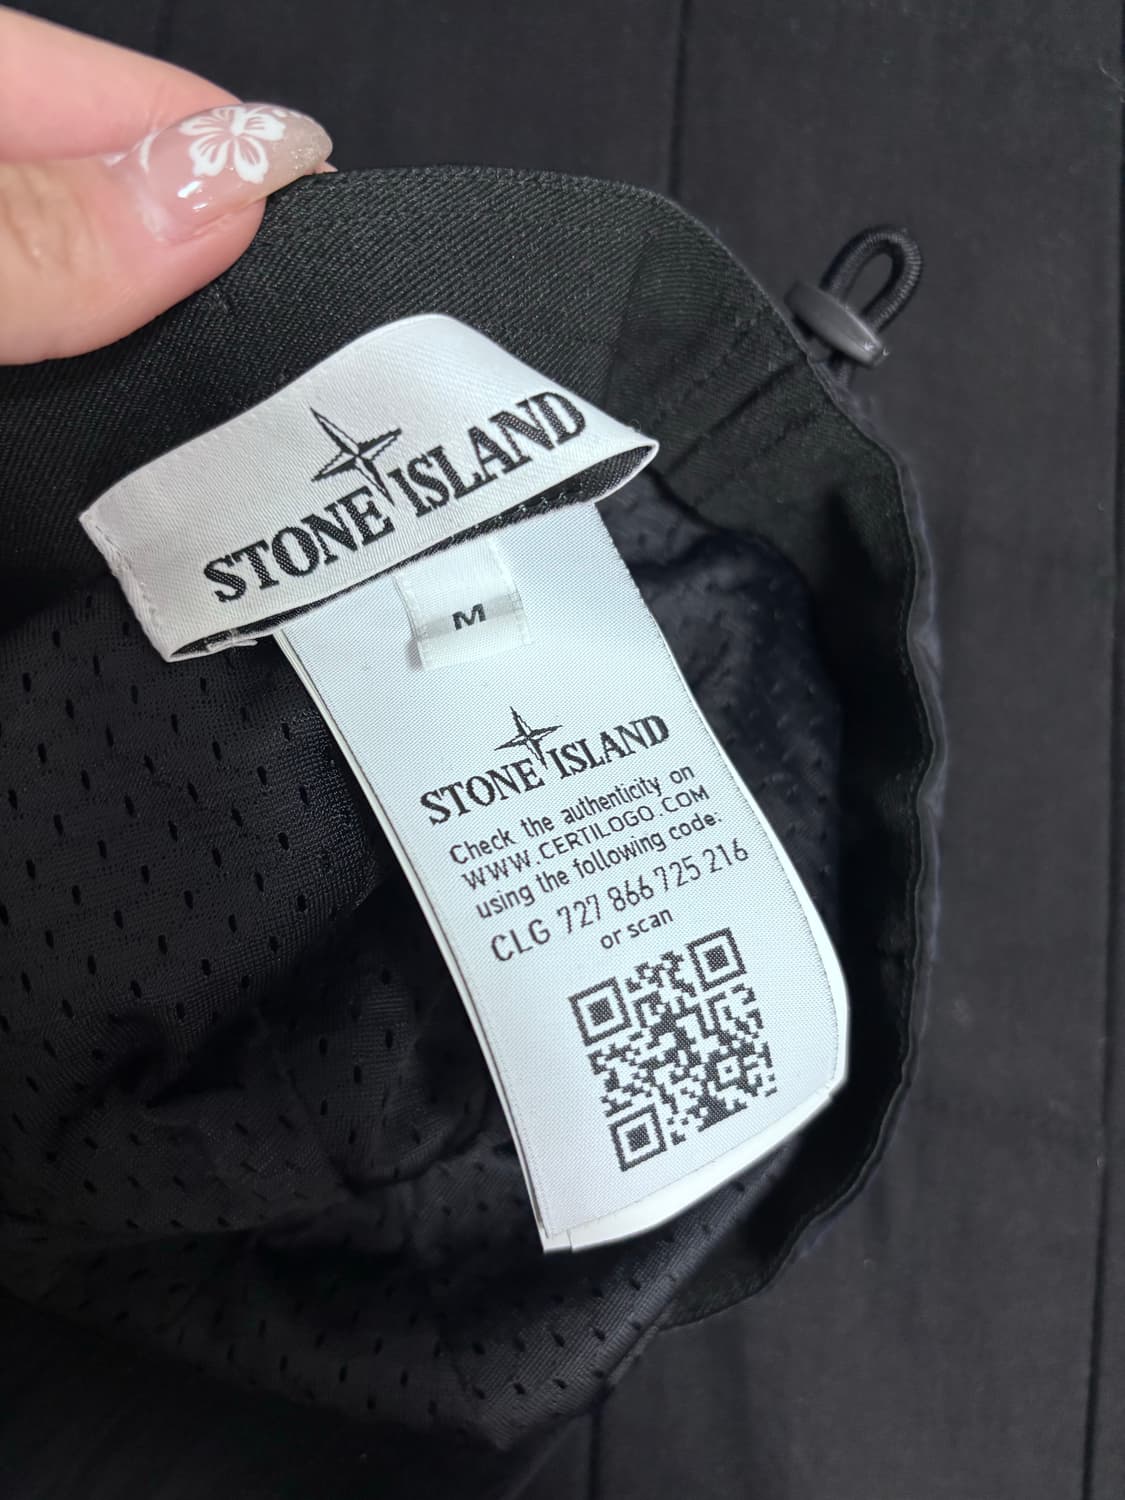 STONE ISLAND
M
STONE ISLAND
Check the authenticity on
WWW.CERTILOGO.COM
using the following code:
CLG 727 866 725 216
or scan